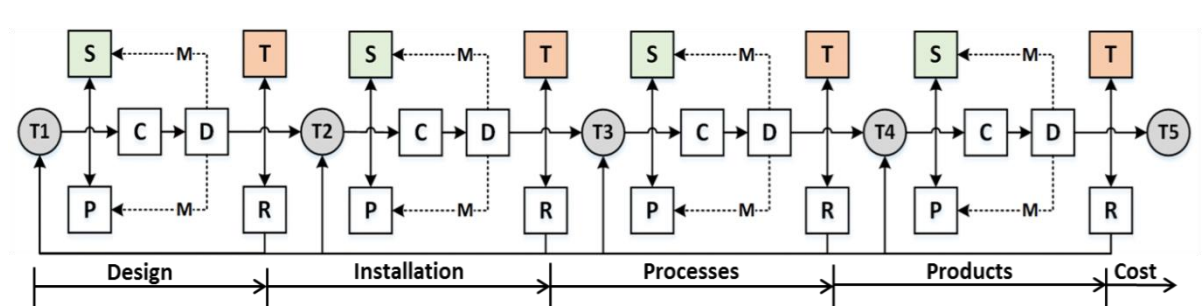 S M T S M T S M T S M T
T1 C D T2 C D T3 C D T4 C D T5
P M R P M R P M R P M R
Design Installation Processes Products Cost